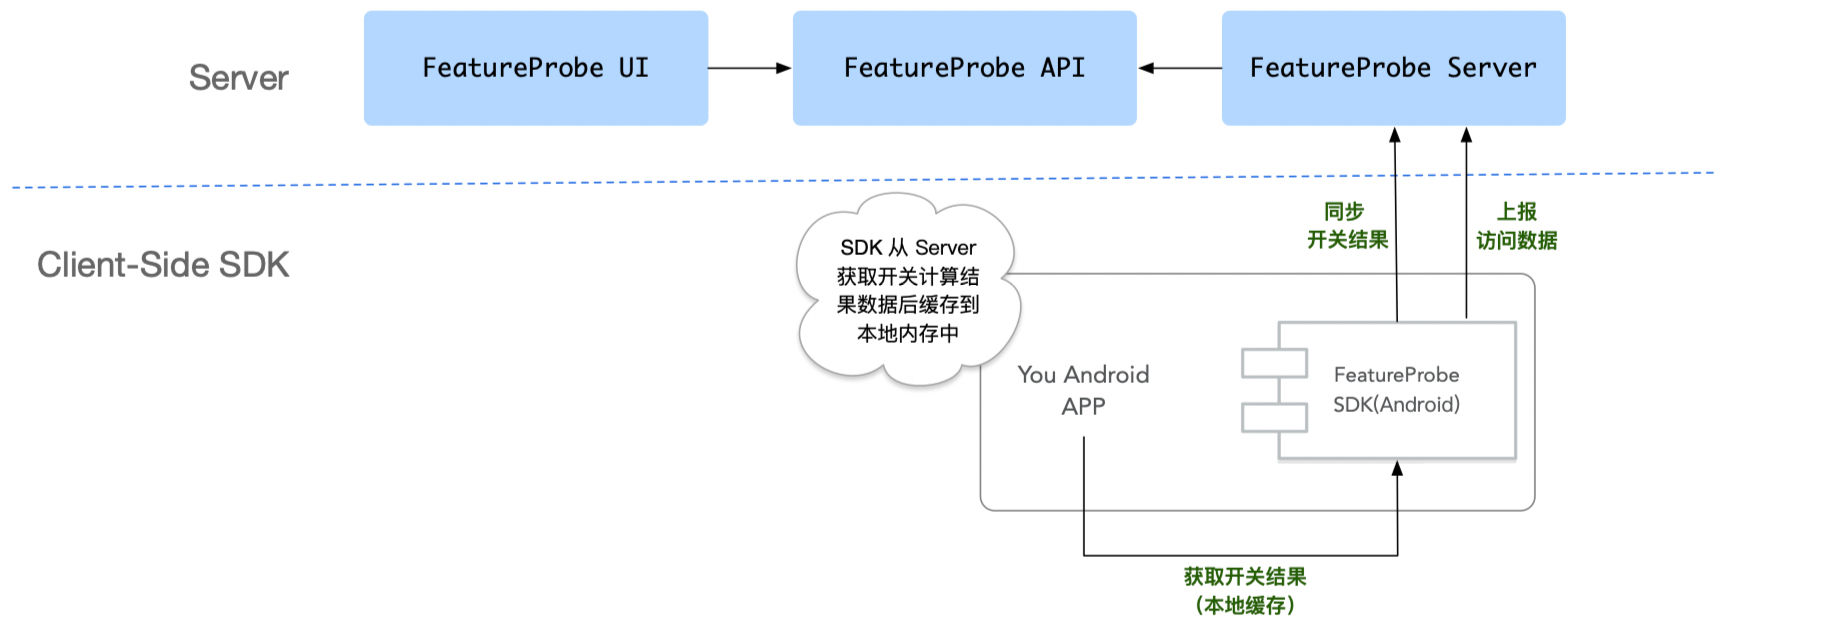 Server
FeatureProbe UI
FeatureProbe API
FeatureProbe Server
Client-Side SDK
SDK 从 Server
获取开关计算结
果数据后缓存到
本地内存中
同步
开关结果
上报
访问数据
You Android
APP
FeatureProbe
SDK(Android)
获取开关结果
（本地缓存）